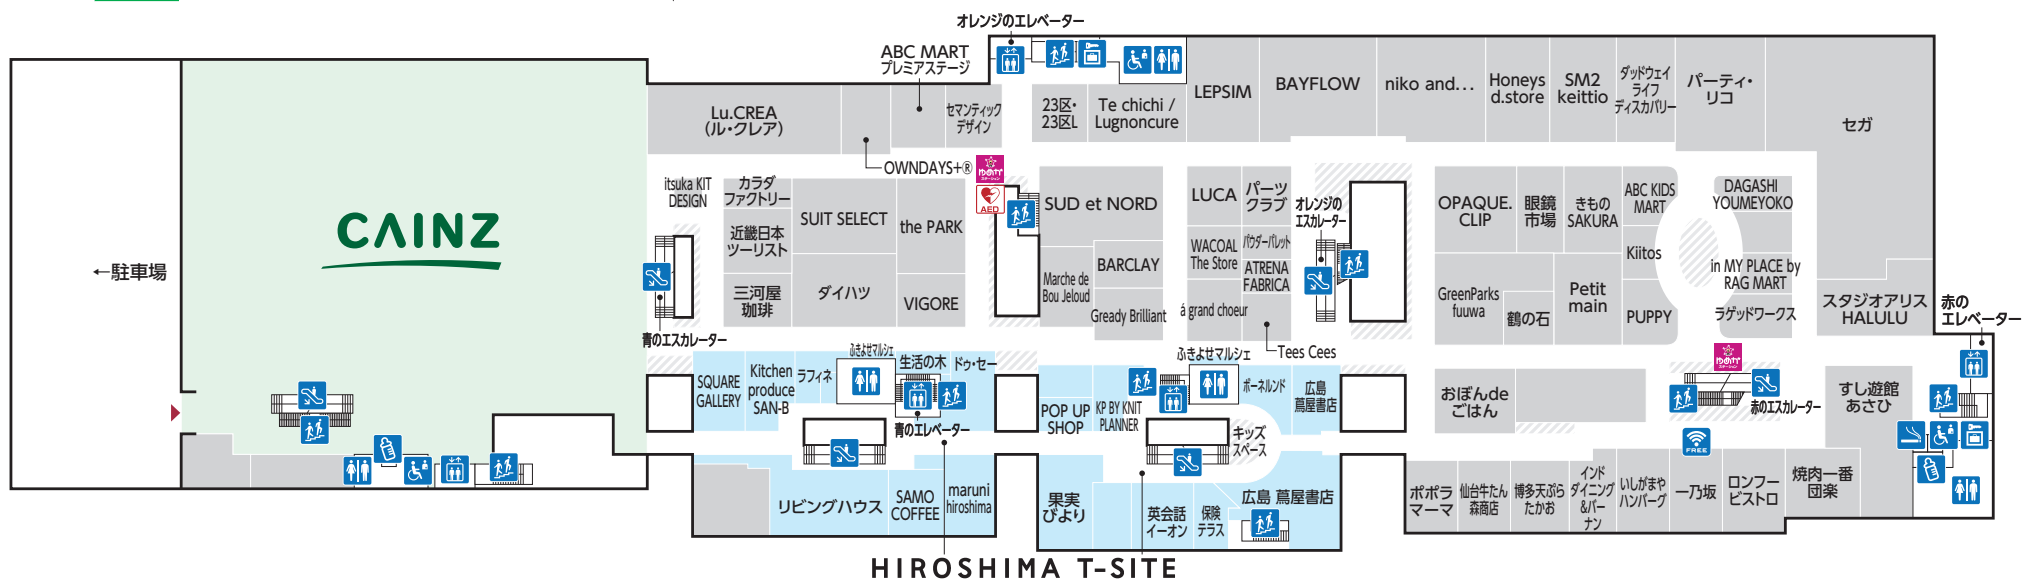 オレンジのエレベーター
ABC MART
プレミアステージ
LEPSIM
BAYFLOW
niko and...
Honeys
d.store
SM2
keittio
ダッドウェイ
ライフ
ディスカバリー
パーティ・
リコ
セガ
Lu.CREA
(ル・クレア)
セマンティック
デザイン
23区・
23区L
Te chichi /
Lugnoncure
OWNDAYS+®
ゆめか
ステーション
AED
itsuka KIT
DESIGN
カラダ
ファクトリー
SUIT SELECT
the PARK
近畿日本
ツーリスト
三河屋
珈琲
ダイハツ
VIGORE
SUD et NORD
Marche de
Bou Jeloud
BARCLAY
Gready Brilliant
LUCA
パーツ
クラブ
WACOAL
The Store
パウダーパレット
ATRENA
FABRICA
á grand choeur
Tees Cees
オレンジの
エスカレーター
OPAQUE.
CLIP
眼鏡
市場
きもの
SAKURA
ABC KIDS
MART
Kiitos
DAGASHI
YOUMEYOKO
in MY PLACE by
RAG MART
GreenParks
fuuwa
鶴の石
Petit
main
PUPPY
ラゲッドワークス
スタジオアリス
HALULU
赤の
エレベーター
CAINZ
←駐車場
青のエスカレーター
SQUARE
GALLERY
Kitchen
produce
SAN-B
ラフィネ
ふきよせマルシェ
生活の木
ドゥ・セー
青のエレベーター
POP UP
SHOP
KP BY KNIT
PLANNER
ふきよせマルシェ
ボーネルンド
広島
蔦屋書店
キッズ
スペース
おぼんde
ごはん
ゆめか
ステーション
赤のエスカレーター
FREE
すし遊館
あさひ
リビングハウス
SAMO
COFFEE
maruni
hiroshima
果実
びより
英会話
イーオン
保険
テラス
広島 蔦屋書店
ポポラ
マーマ
仙台牛たん
森商店
博多天ぷら
たかお
インド
ダイニング
&バー
ナン
いしがまや
ハンバーグ
一乃坂
ロンフー
ビストロ
焼肉一番
団楽
HIROSHIMA T-SITE